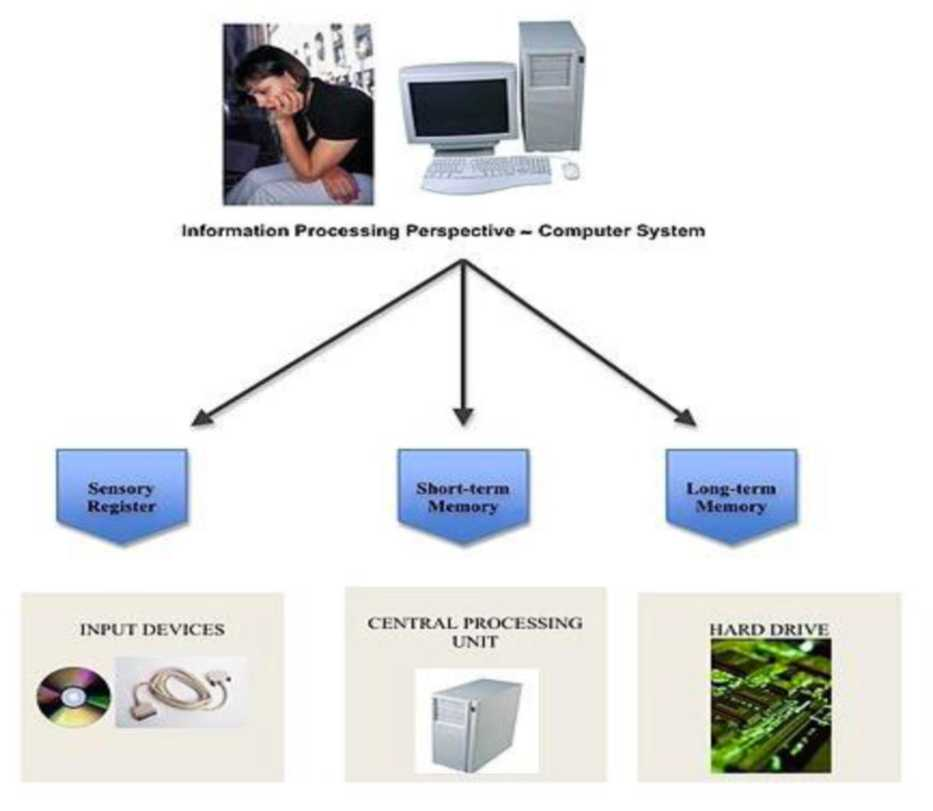 Information Processing Perspective ~ Computer System
Sensory
Register
Short-term
Memory
Long-term
Memory
INPUT DEVICES
CENTRAL PROCESSING
UNIT
HARD DRIVE